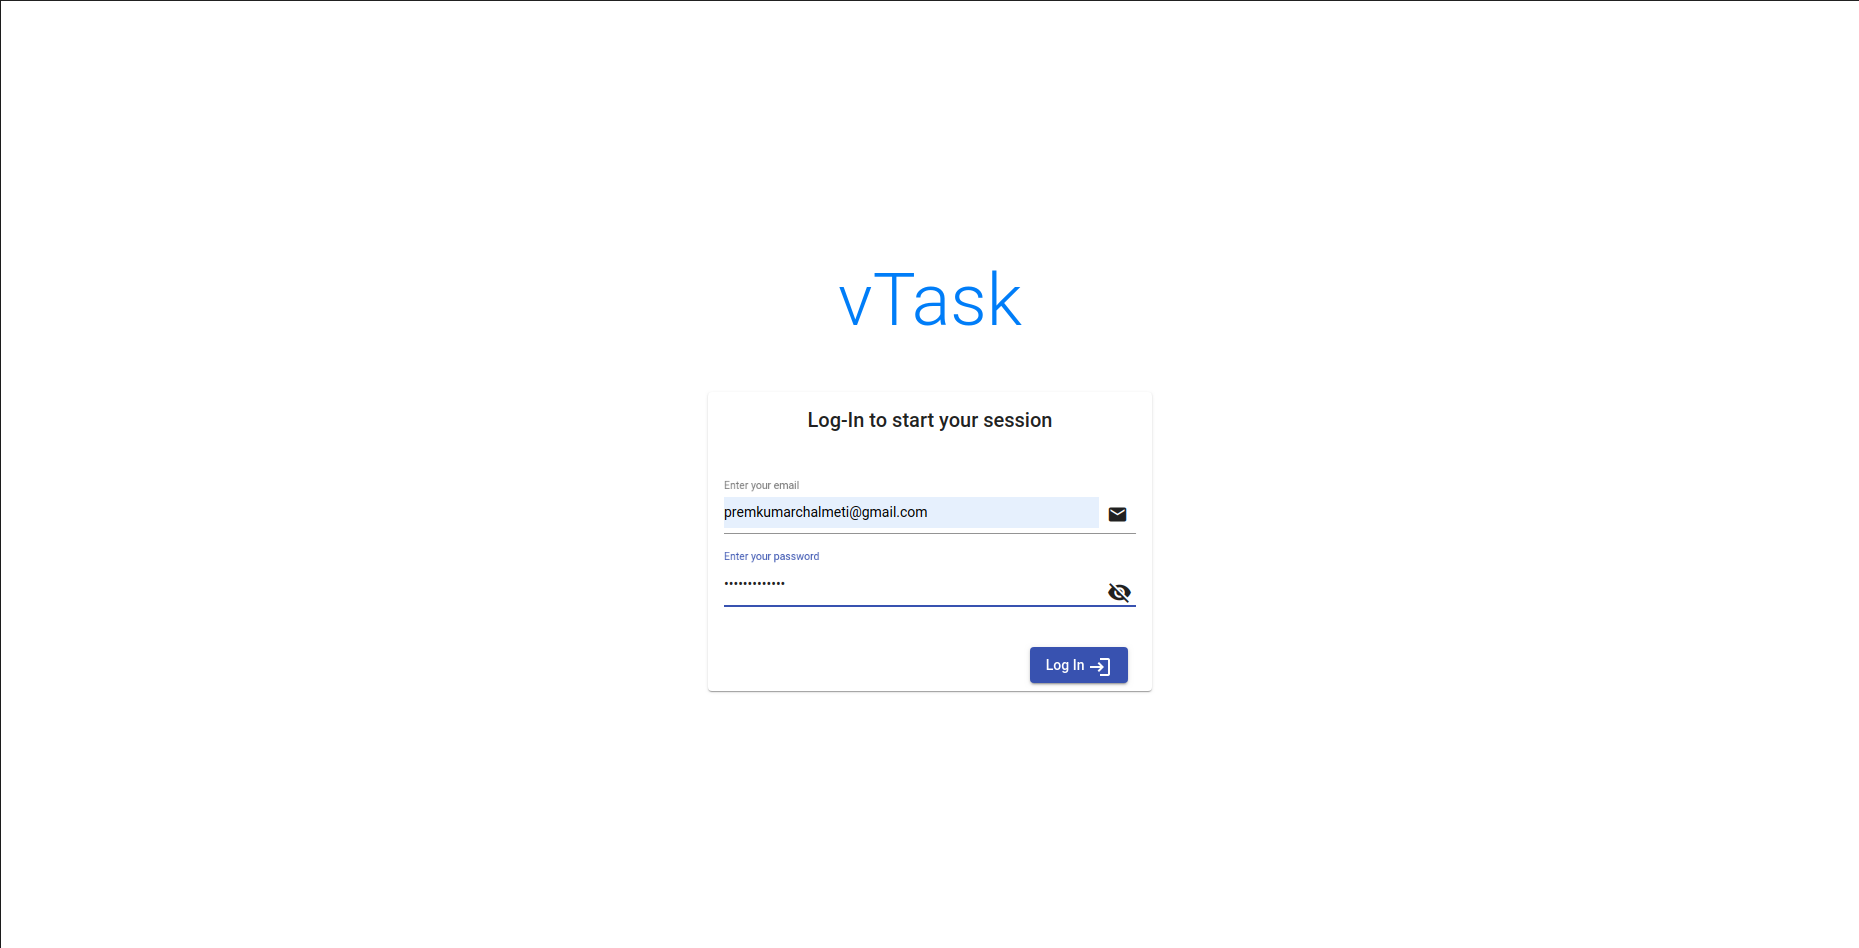 vTask
Log-In to start your session
Enter your email
premkumarchalmeti@gmail.com
Enter your password
•••••••••••••
Log In